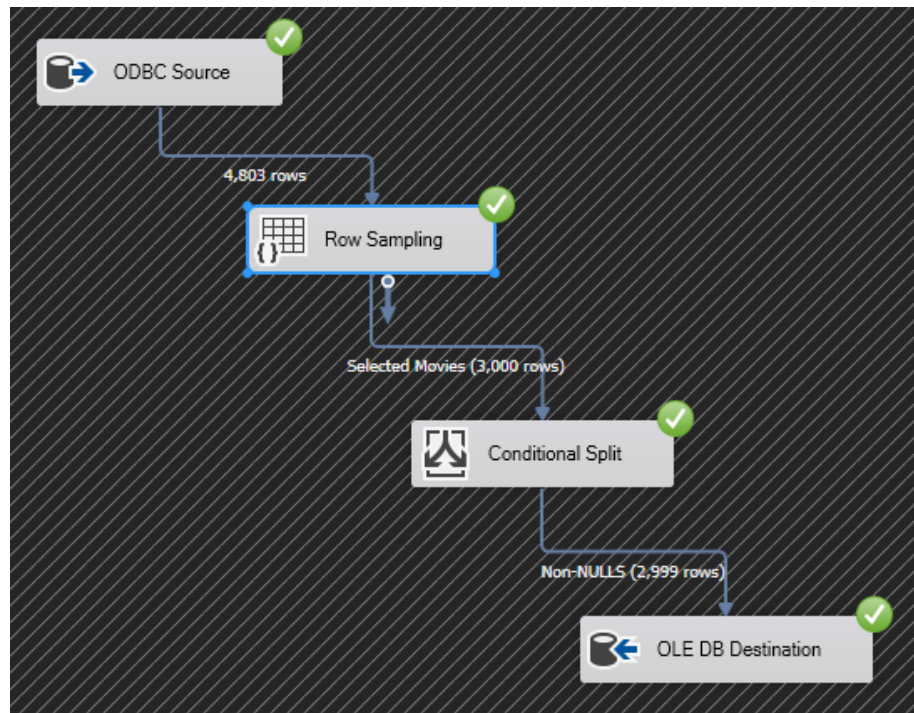 ODBC Source
4,803 rows
Row Sampling
Selected Movies (3,000 rows)
Conditional Split
Non-NULLS (2,999 rows)
OLE DB Destination